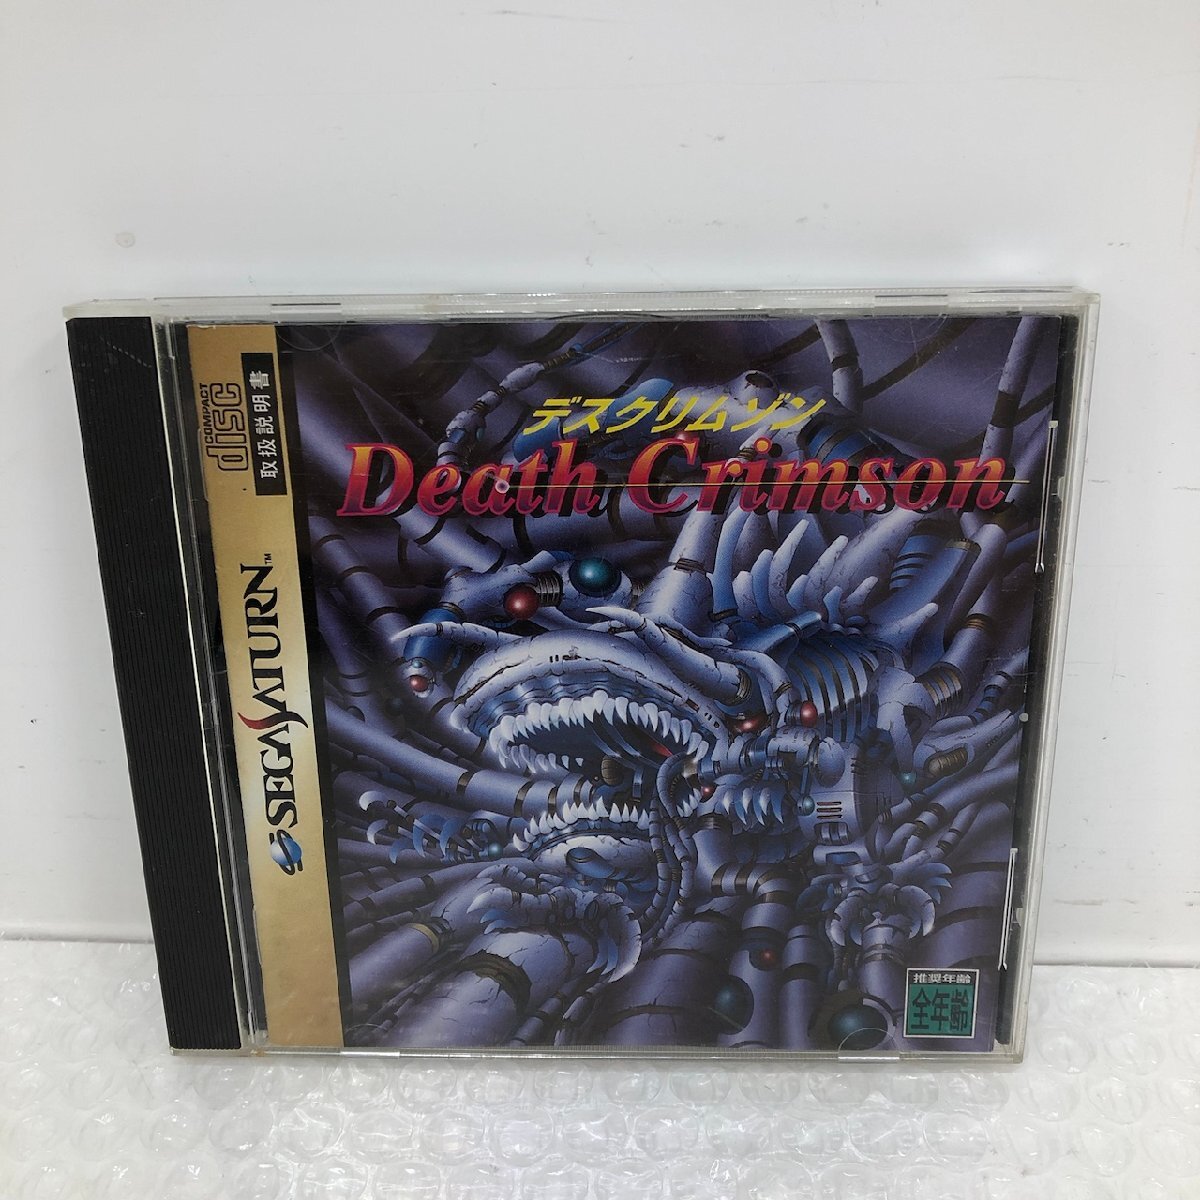 COMPACT
disc
取扱説明書
SEGA SATURN™
デスクリムゾン
Death Crimson
推奨年齢
全年齢